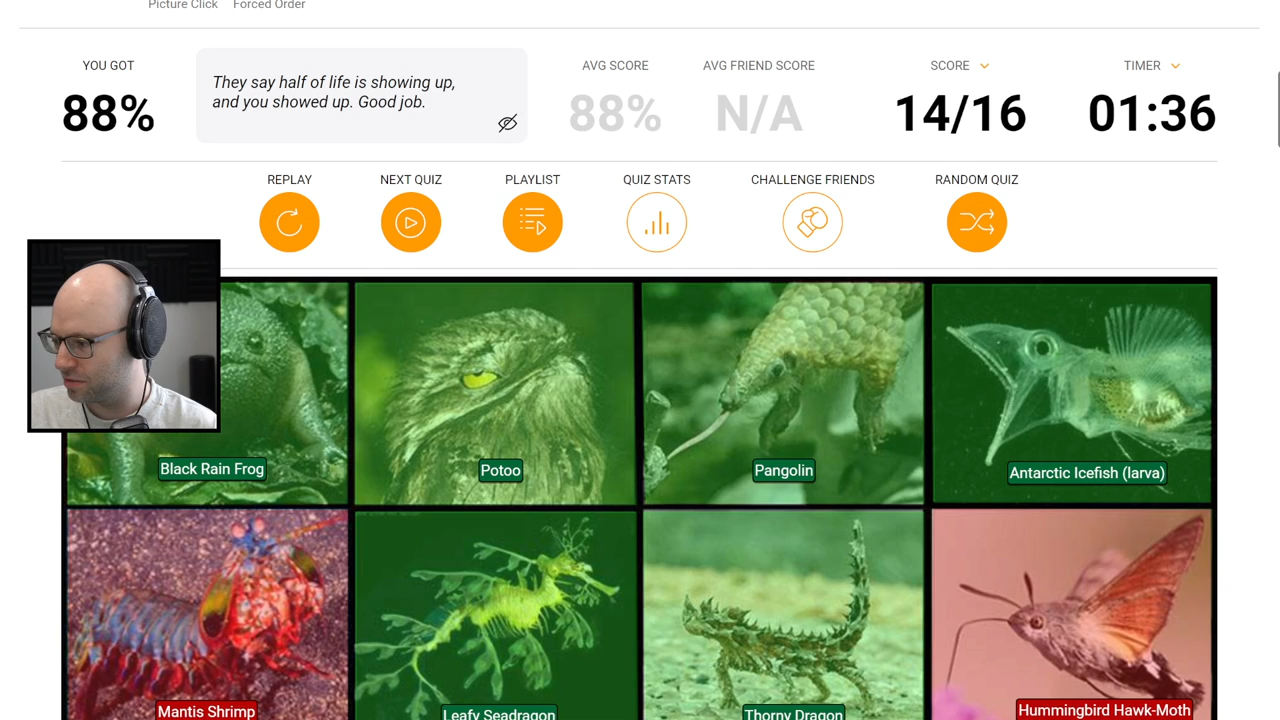 Picture Click Forced Order
YOU GOT
88%
They say half of life is showing up,
and you showed up. Good job.
AVG SCORE
88%
AVG FRIEND SCORE
N/A
SCORE
14/16
TIMER
01:36
REPLAY
NEXT QUIZ
PLAYLIST
QUIZ STATS
CHALLENGE FRIENDS
RANDOM QUIZ
Black Rain Frog
Potoo
Pangolin
Antarctic Icefish (larva)
Mantis Shrimp
Leafy Seadragon
Thorny Dragon
Hummingbird Hawk-Moth